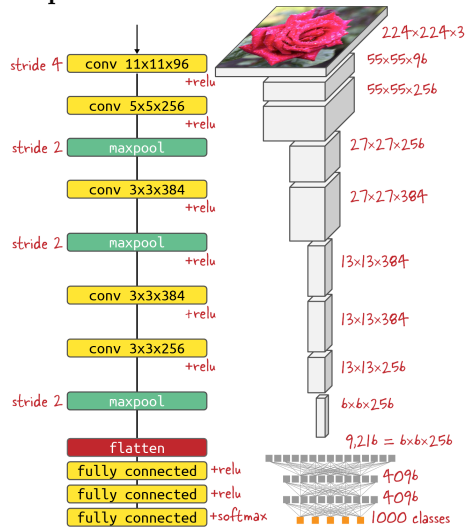 224×224×3
stride 4 conv 11x11x96 55×55×96
+relu
conv 5x5x256 55×55×256
+relu
stride 2 maxpool 27×27×256
conv 3x3x384 27×27×384
+relu
stride 2 maxpool
+relu
13×13×384
conv 3x3x384 13×13×384
+relu
conv 3x3x256 13×13×256
+relu
stride 2 maxpool 6×6×256
flatten 9,216 = 6×6×256
fully connected +relu 4096
fully connected +relu 4096
fully connected +softmax 1000 classes